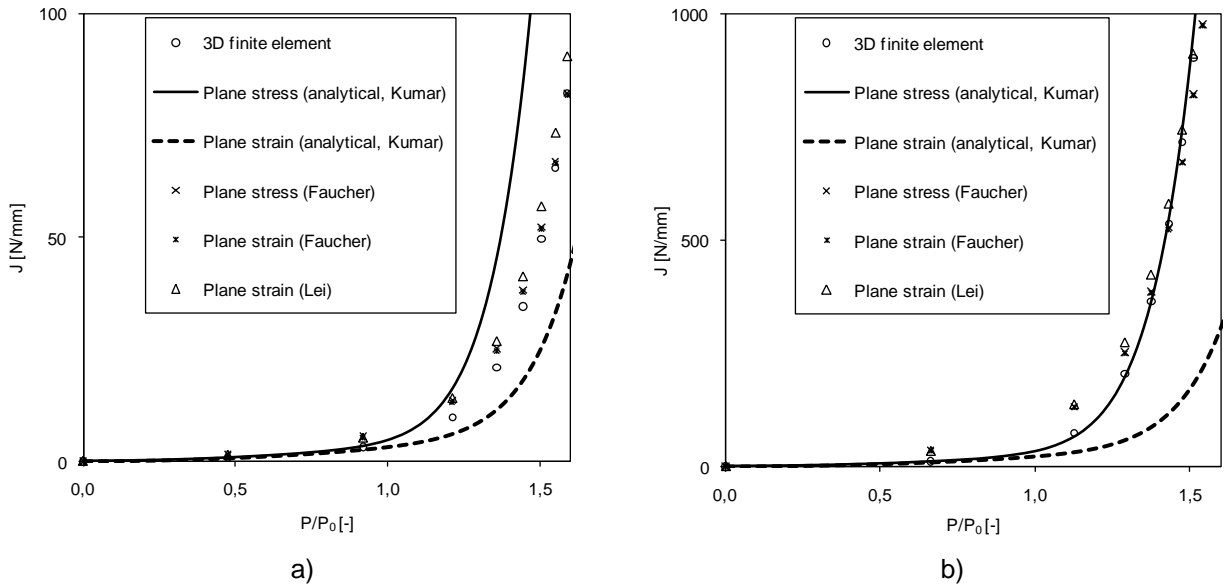 100
50
0
J [N/mm]
3D finite element
Plane stress (analytical, Kumar)
Plane strain (analytical, Kumar)
Plane stress (Faucher)
Plane strain (Faucher)
Plane strain (Lei)
0,0 0,5 1,0 1,5
P/P0 [-]
a)
1000
500
0
J [N/mm]
3D finite element
Plane stress (analytical, Kumar)
Plane strain (analytical, Kumar)
Plane stress (Faucher)
Plane strain (Faucher)
Plane strain (Lei)
0,0 0,5 1,0 1,5
P/P0 [-]
b)